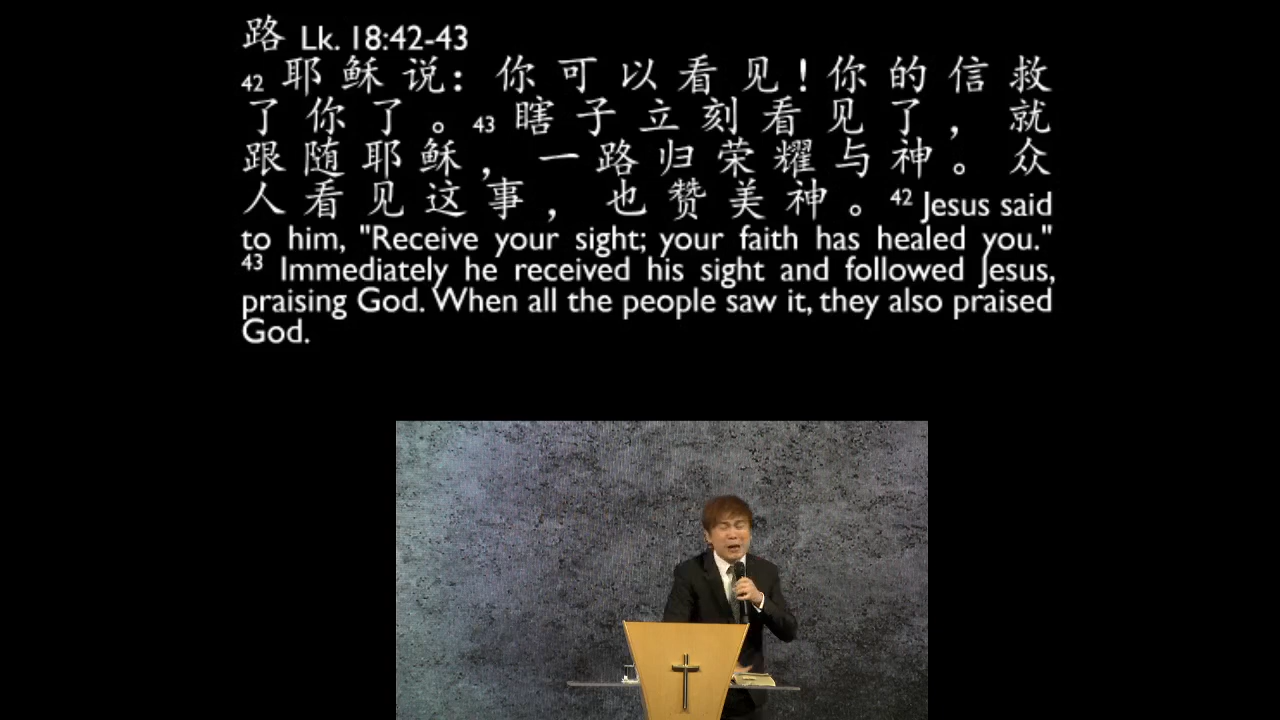 路 Lk. 18:42-43
42 耶稣说：你可以看见！你的信救
了你了。43 瞎子立刻看见了，就
跟随耶稣，一路归荣耀与神。众
人看见这事，也赞美神。42 Jesus said
to him, "Receive your sight; your faith has healed you."
43 Immediately he received his sight and followed Jesus,
praising God. When all the people saw it, they also praised
God.